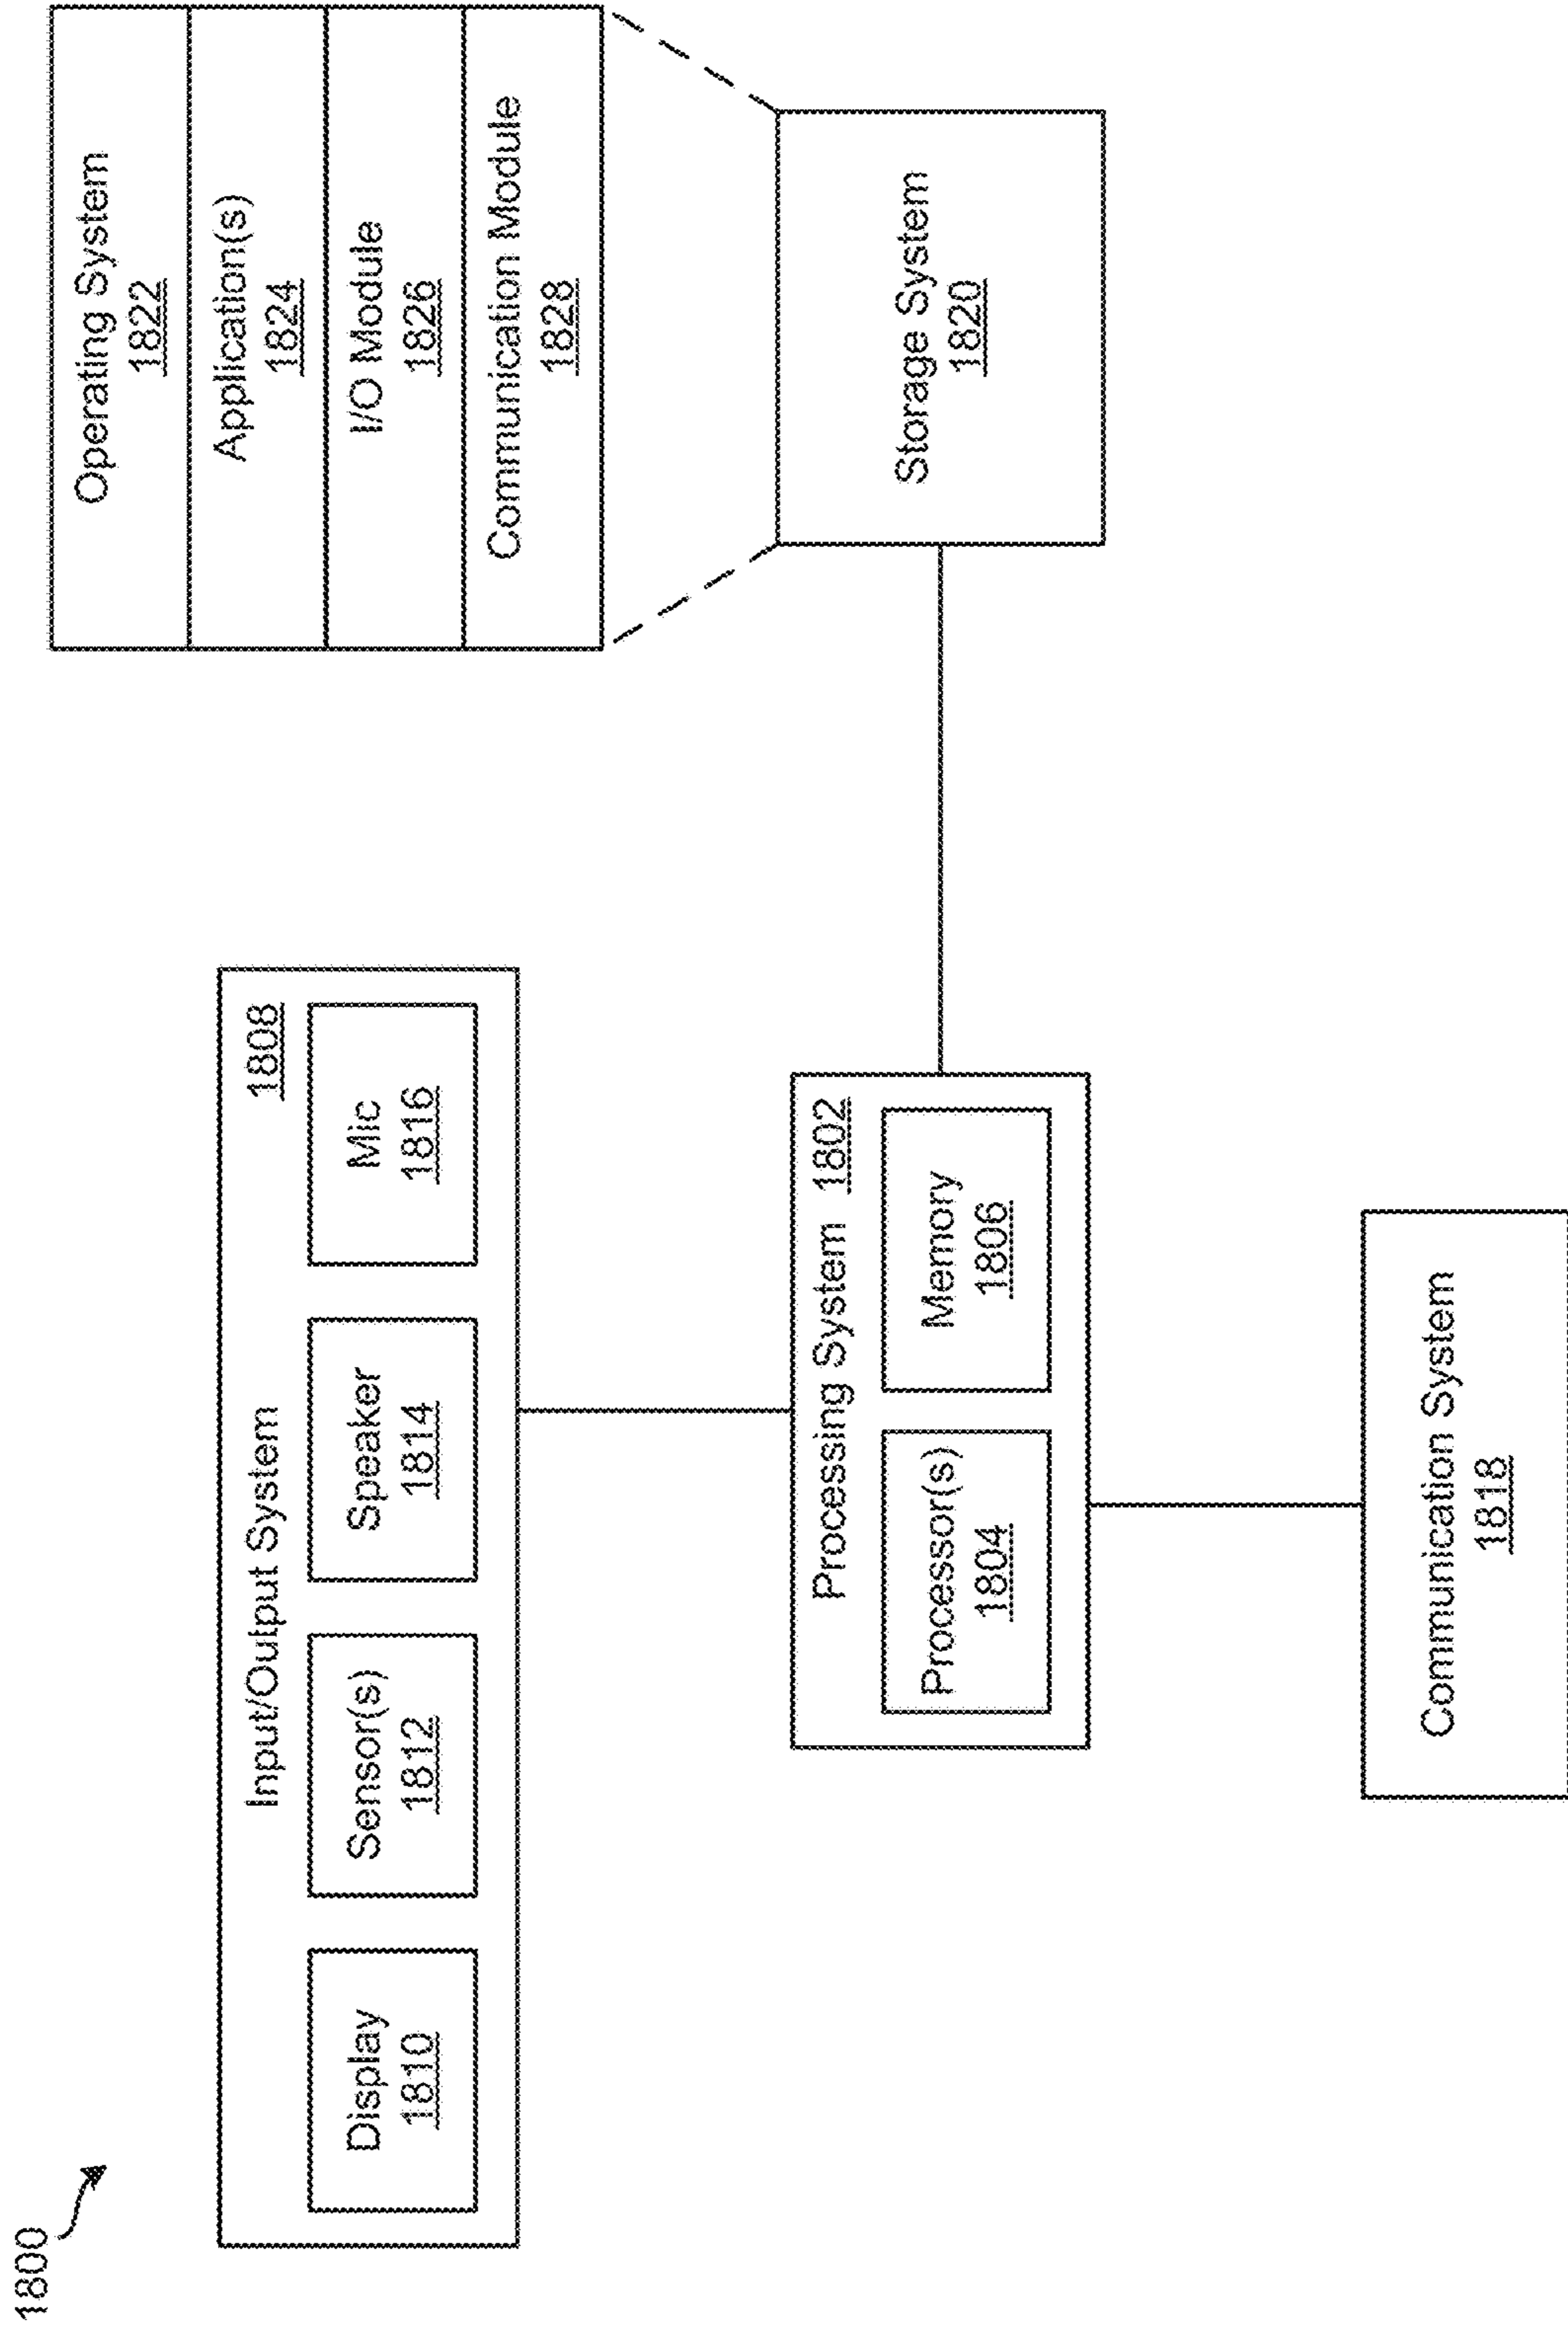 1800
Input/Output System
1808
Display
1810
Sensor(s)
1812
Speaker
1814
Mic
1816
Processing System 1802
Processor(s)
1804
Memory
1806
Communication System
1818
Operating System
1822
Application(s)
1824
I/O Module
1826
Communication Module
1828
Storage System
1820